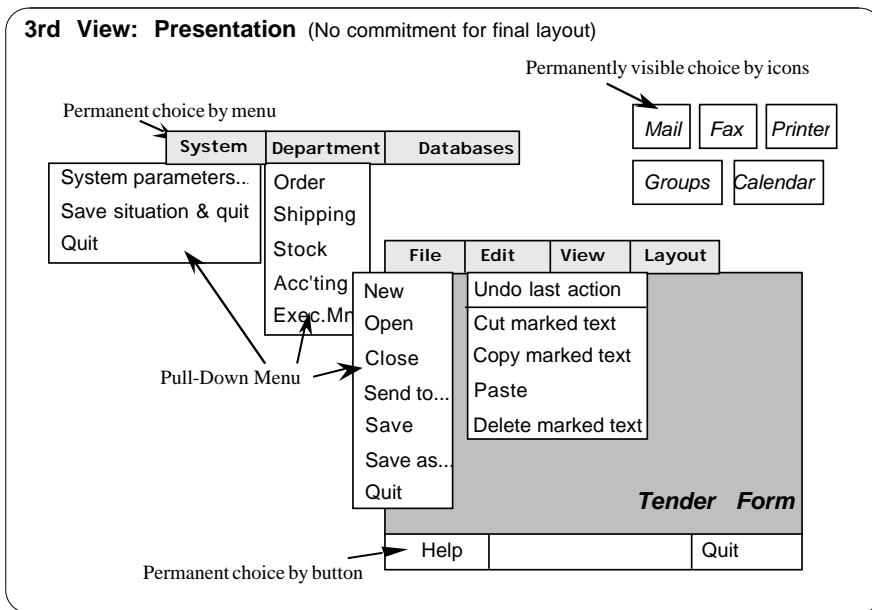 3rd View: Presentation (No commitment for final layout)
Permanently visible choice by icons
Permanent choice by menu
Mail Fax Printer
System Department Databases
Groups Calendar
System parameters..
Save situation & quit
Quit
Order
Shipping
Stock
Acc'ting
Exec.Mn
File Edit View Layout
New
Open
Close
Send to...
Save
Save as...
Quit
Undo last action
Cut marked text
Copy marked text
Paste
Delete marked text
Pull-Down Menu
Tender Form
Help Quit
Permanent choice by button